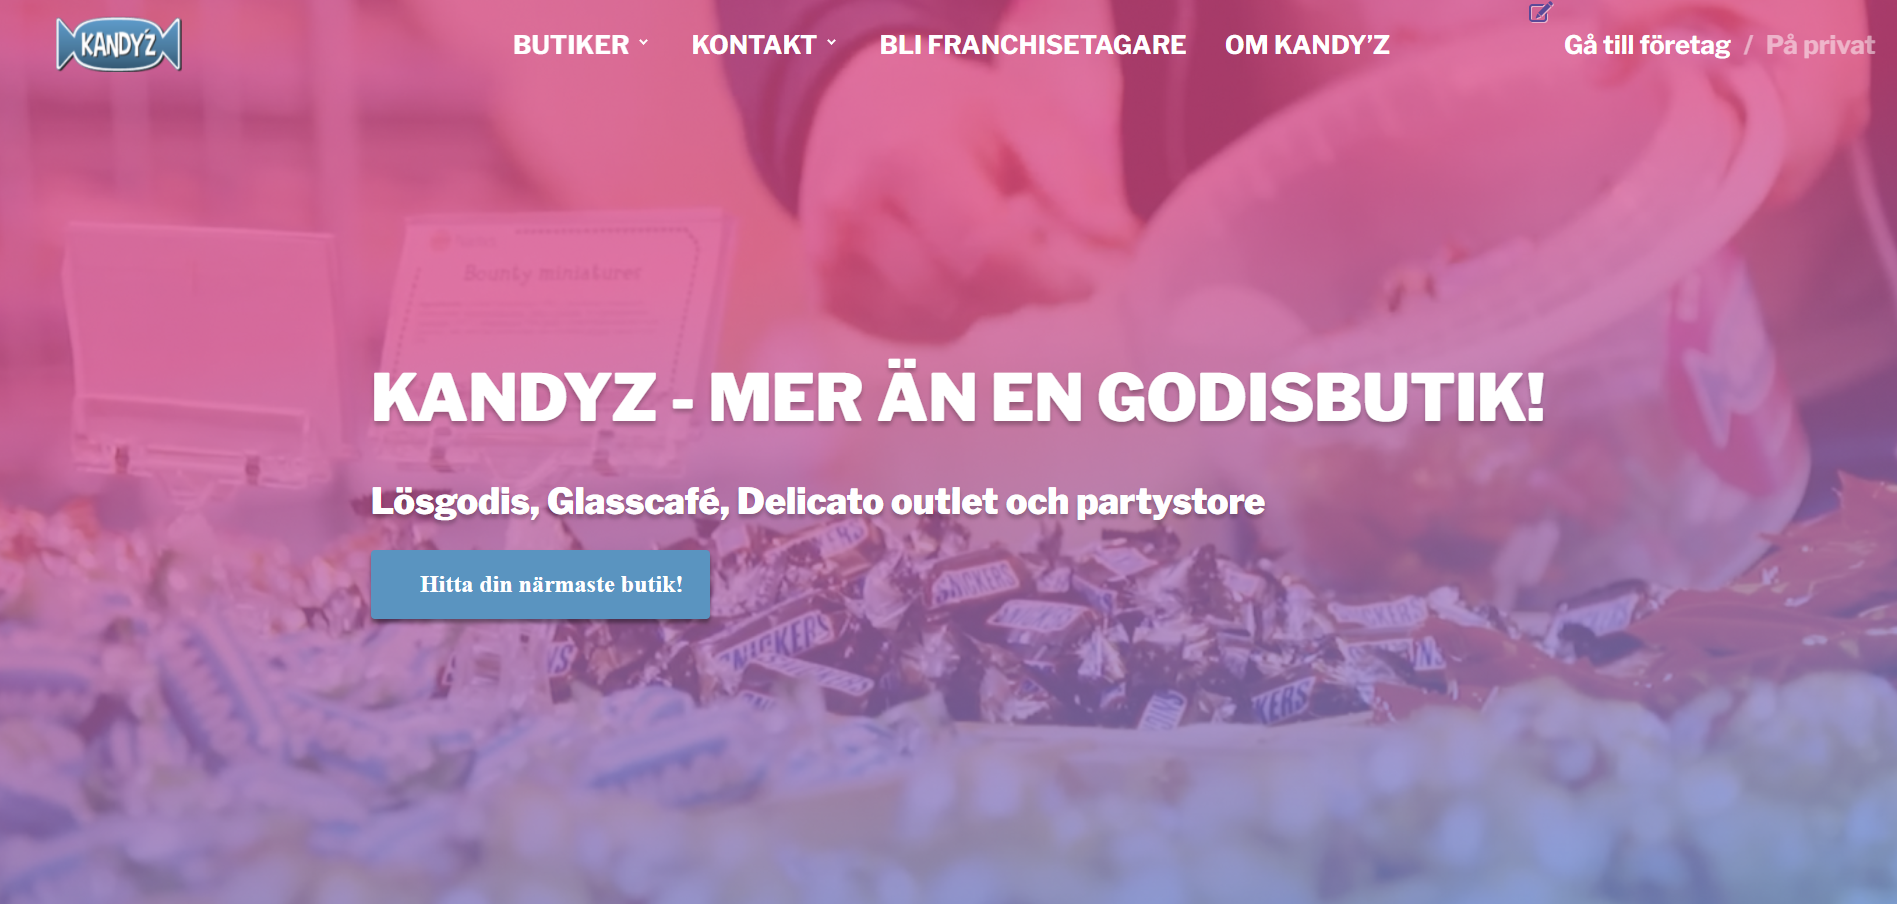 KANDY'Z
BUTIKER
KONTAKT
BLI FRANCHISETAGARE
OM KANDY'Z
Gå till företag / På privat
Bounty miniatures
KANDYZ - MER ÄN EN GODISBUTIK!
Lösgodis, Glasscafé, Delicato outlet och partystore
Hitta din närmaste butik!
SNICKERS
SNICKERS